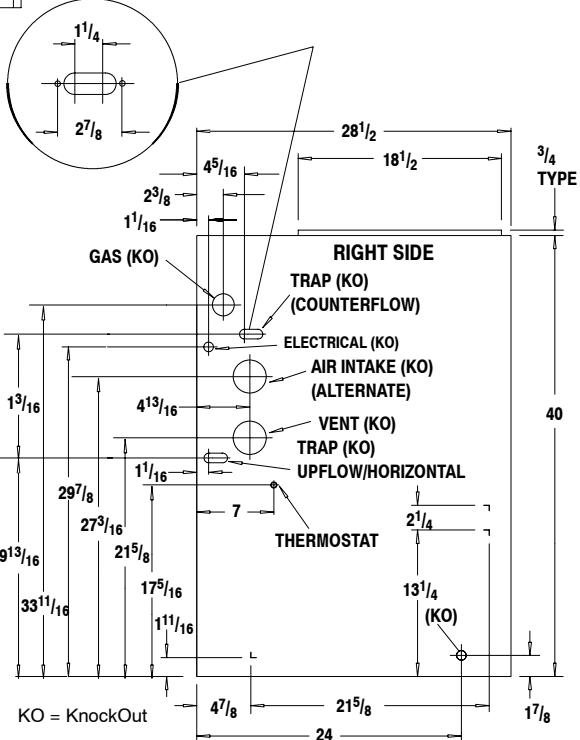 1 1/4
2 7/8
28 1/2
18 1/2
3/4
TYPE
4 5/16
2 3/8
1 1/16
GAS (KO)
RIGHT SIDE
TRAP (KO)
(COUNTERFLOW)
ELECTRICAL (KO)
AIR INTAKE (KO)
(ALTERNATE)
1 3/16
4 13/16
40
VENT (KO)
TRAP (KO)
UPFLOW/HORIZONTAL
1 1/16
29 7/8
7
2 1/4
27 3/16
THERMOSTAT
21 5/8
9 13/16
17 5/16
13 1/4
(KO)
33 11/16
1 11/16
KO = KnockOut
4 7/8
21 5/8
1 7/8
24